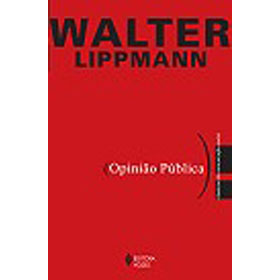 WALTER
LIPPMANN
Opinião Pública
EDITORA
VOZES